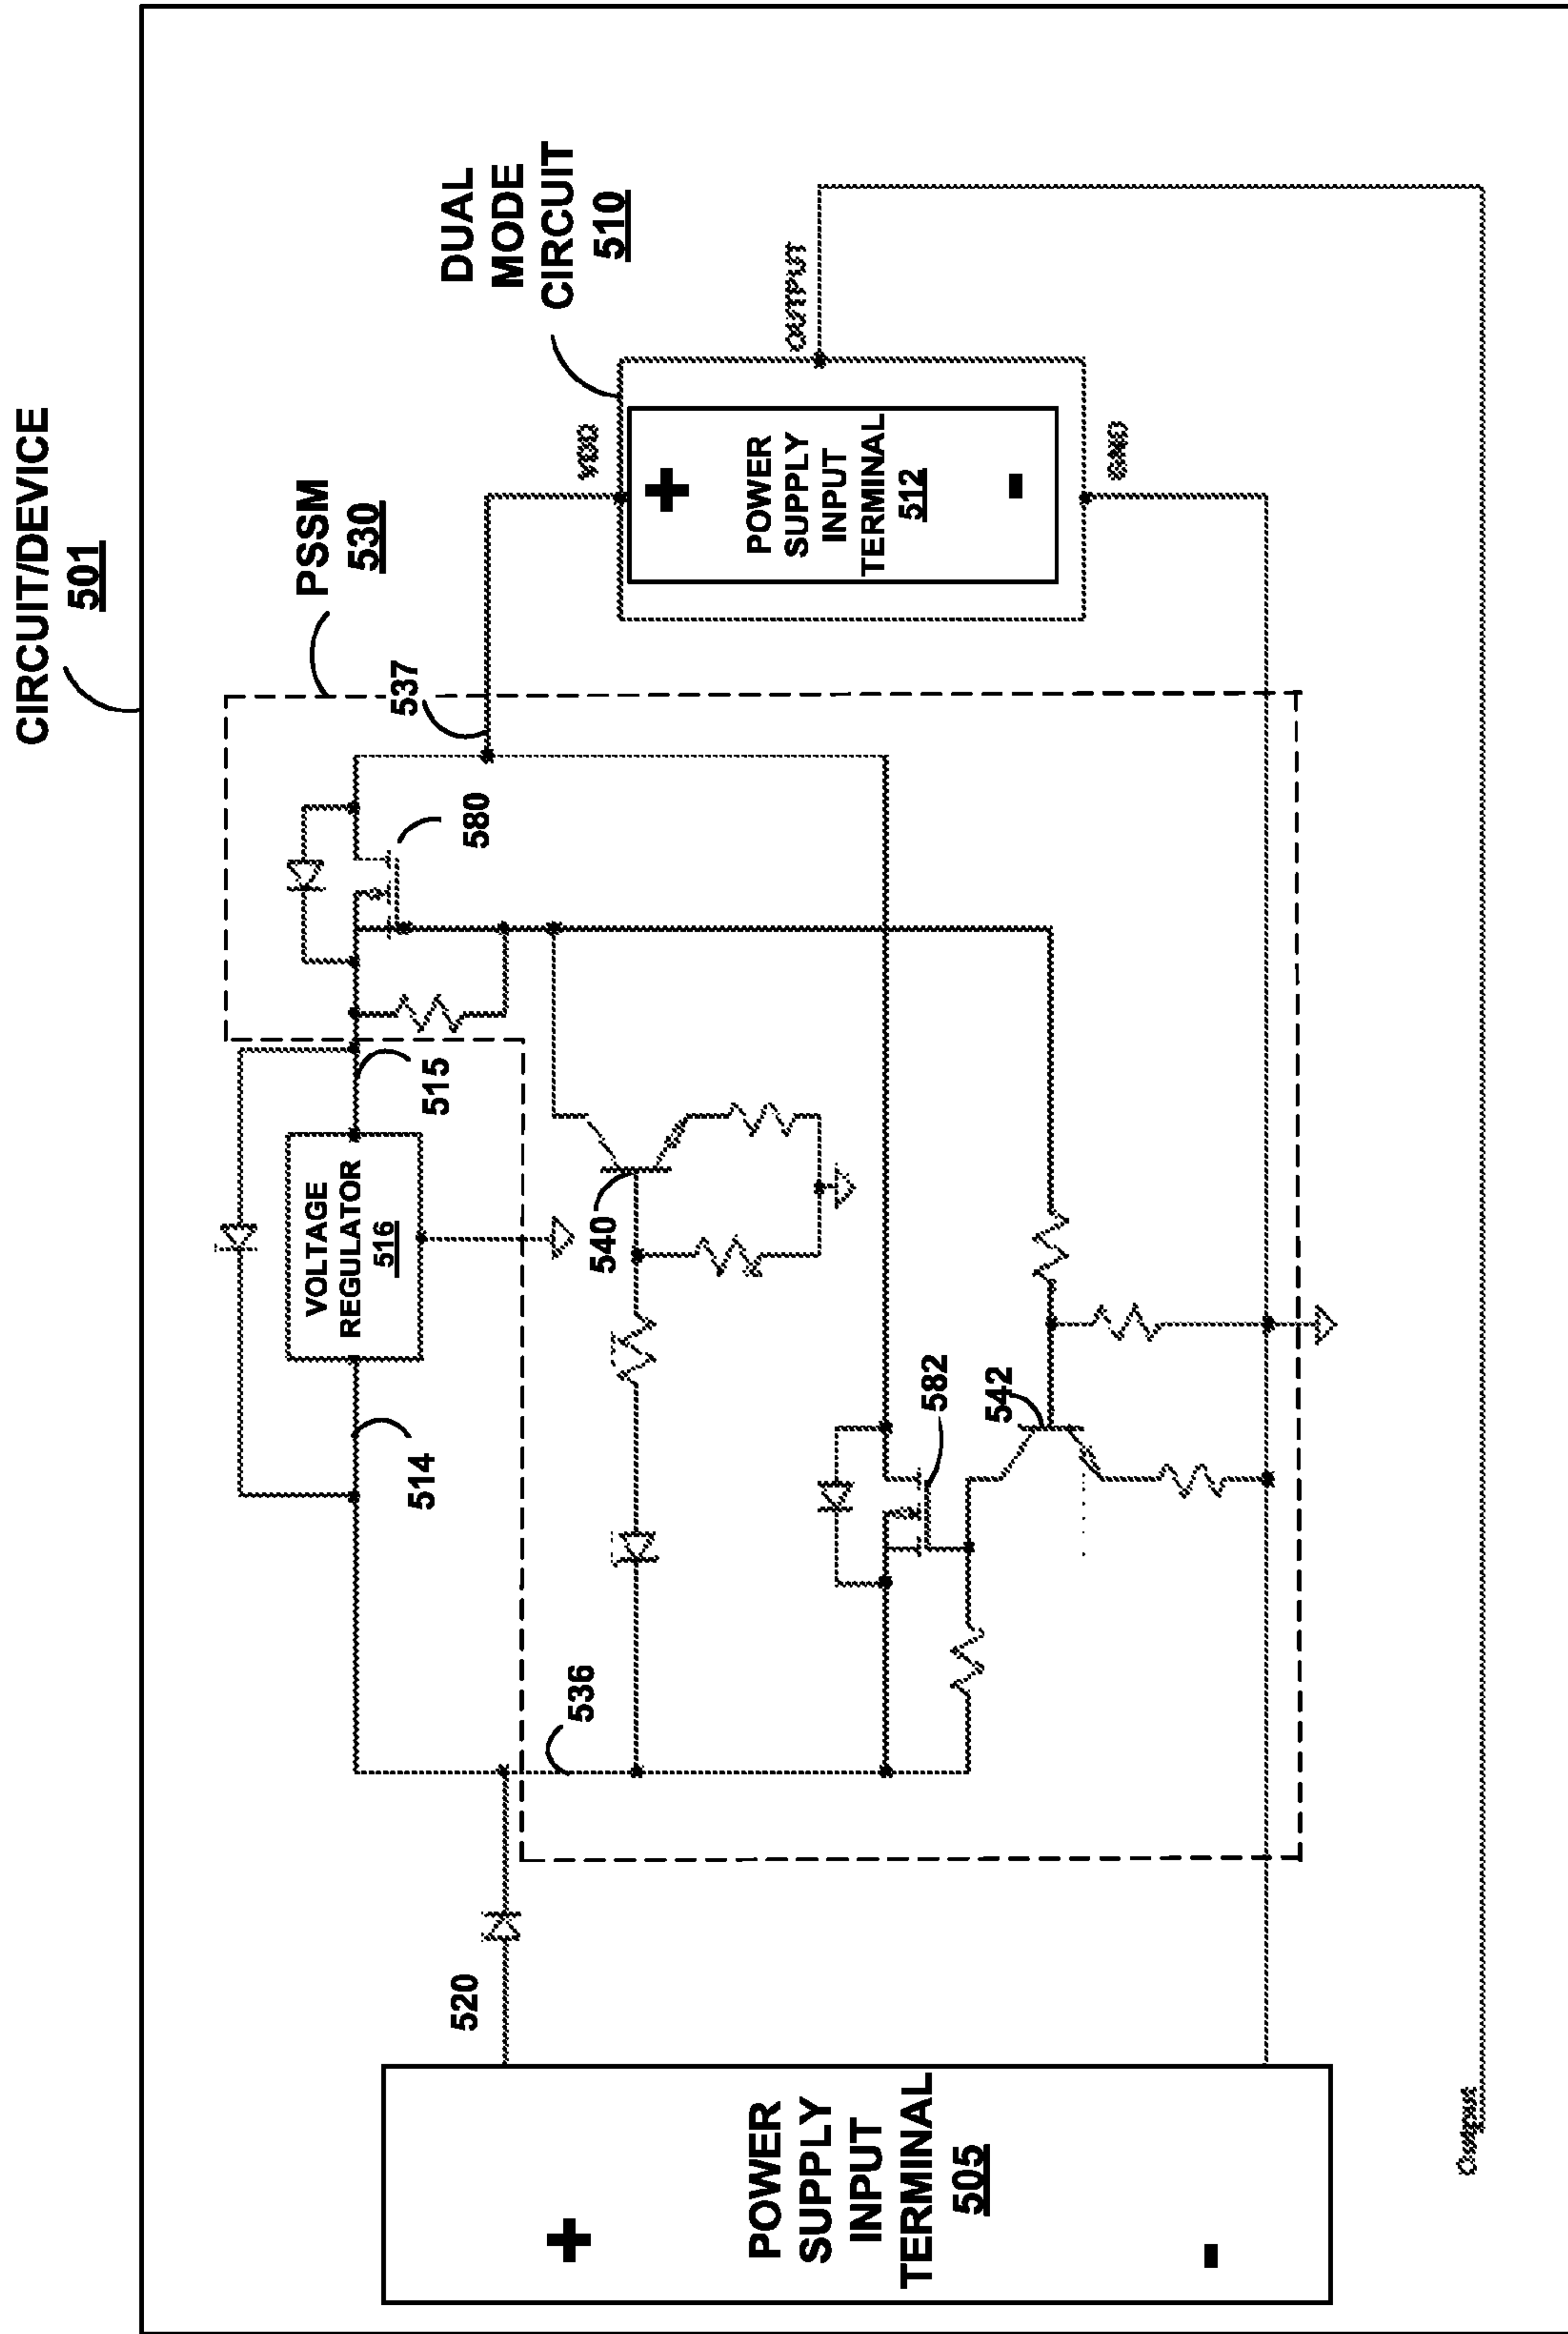 CIRCUIT/DEVICE
501
PSSM
530
DUAL
MODE
CIRCUIT
510
537
580
515
VOLTAGE
REGULATOR
516
514
540
536
582
542
520
VDD
OUTPUT
GND
+
POWER
SUPPLY
INPUT
TERMINAL
512
-
+
POWER
SUPPLY
INPUT
TERMINAL
505
-
Output